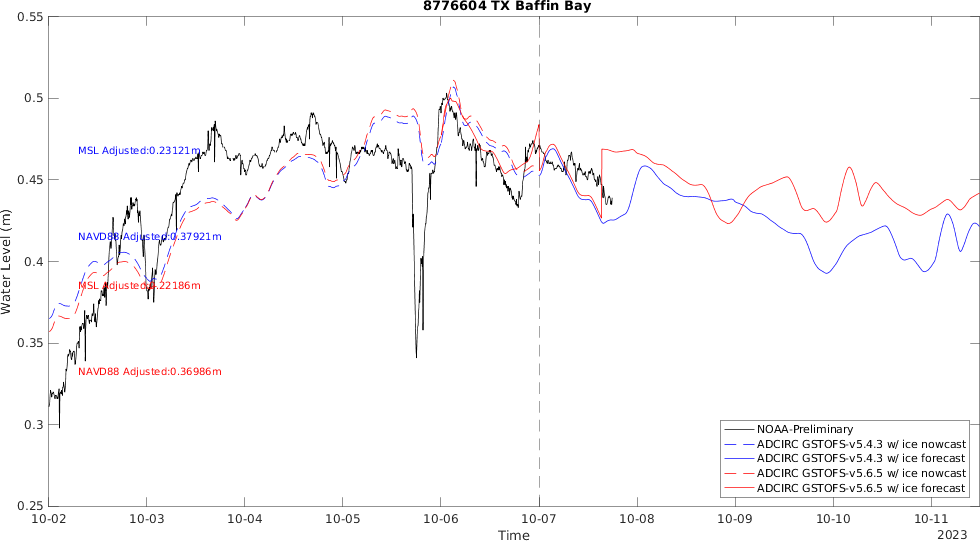 8776604 TX Baffin Bay
Water Level (m)
0.55
0.5
0.45
0.4
0.35
0.3
0.25
MSL Adjusted:0.23121m
NAVD88 Adjusted:0.37921m
MSL Adjusted:0.22186m
NAVD88 Adjusted:0.36986m
NOAA-Preliminary
ADCIRC GSTOFS-v5.4.3 w/ ice nowcast
ADCIRC GSTOFS-v5.4.3 w/ ice forecast
ADCIRC GSTOFS-v5.6.5 w/ ice nowcast
ADCIRC GSTOFS-v5.6.5 w/ ice forecast
10-02 10-03 10-04 10-05 10-06 10-07 10-08 10-09 10-10 10-11
Time
2023